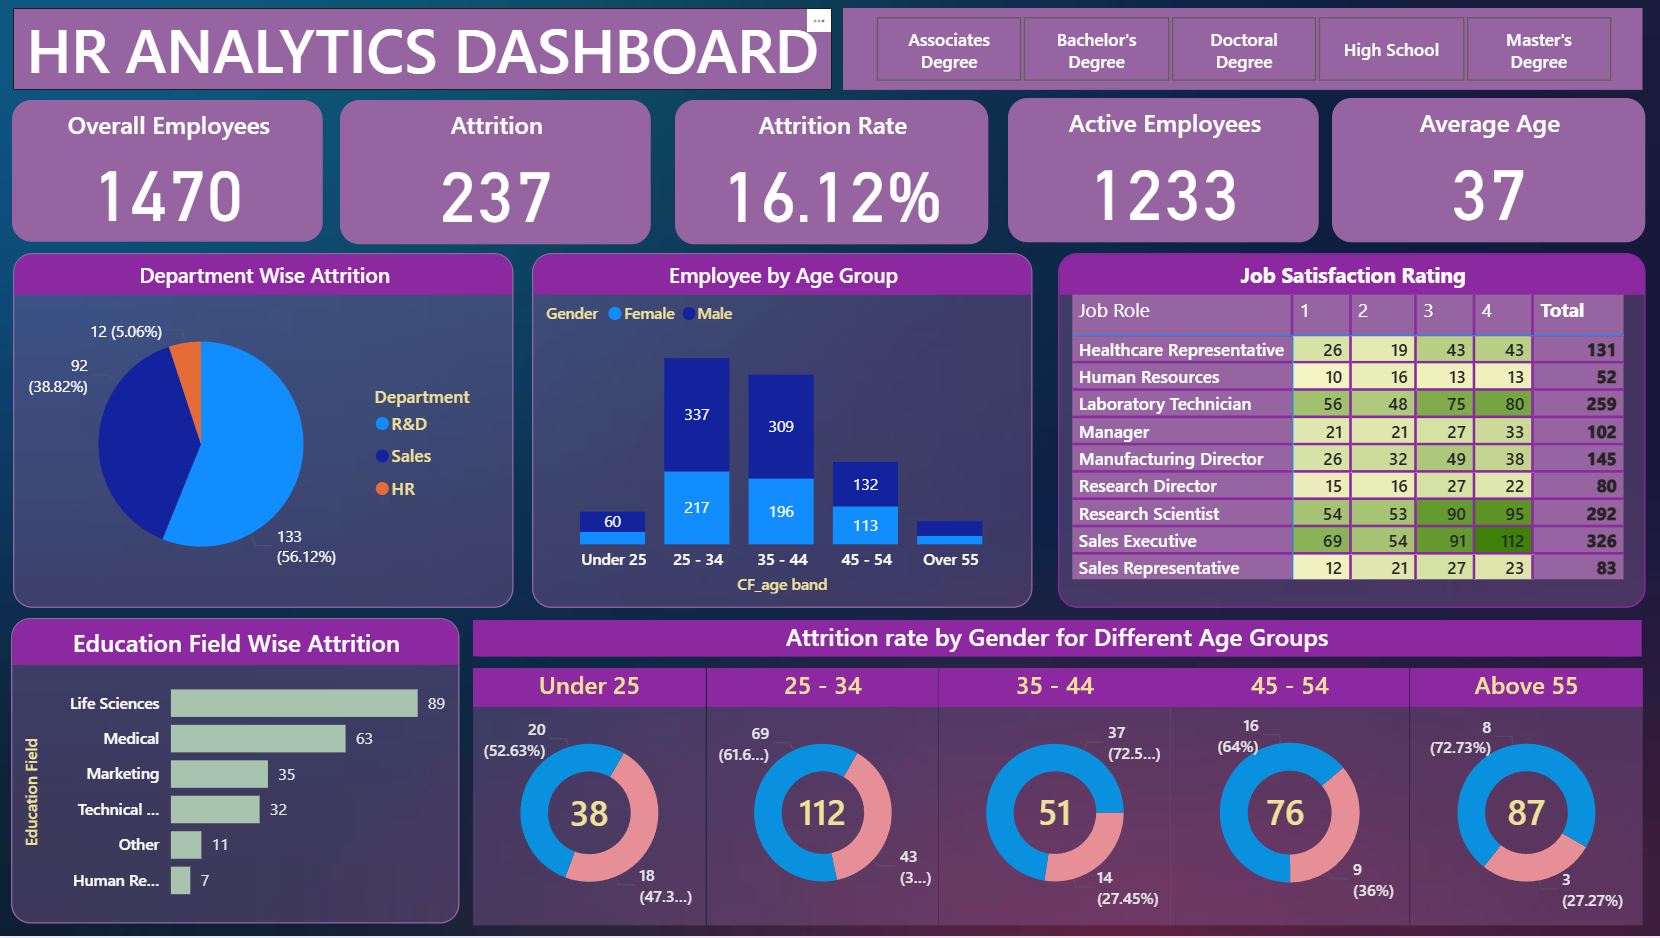 HR ANALYTICS DASHBOARD
Associates
Degree
Bachelor's
Degree
Doctoral
Degree
High School
Master's
Degree
Overall Employees
1470
Attrition
237
Attrition Rate
16.12%
Active Employees
1233
Average Age
37
Department Wise Attrition
12 (5.06%)
92
(38.82%)
133
(56.12%)
Department
R&D
Sales
HR
Employee by Age Group
Gender Female Male
60
337
217
309
196
132
113
Under 25 25 - 34 35 - 44 45 - 54 Over 55
CF_age band
Job Satisfaction Rating
Job Role 1 2 3 4 Total
Healthcare Representative 26 19 43 43 131
Human Resources 10 16 13 13 52
Laboratory Technician 56 48 75 80 259
Manager 21 21 27 33 102
Manufacturing Director 26 32 49 38 145
Research Director 15 16 27 22 80
Research Scientist 54 53 90 95 292
Sales Executive 69 54 91 112 326
Sales Representative 12 21 27 23 83
Education Field Wise Attrition
Education Field
Life Sciences 89
Medical 63
Marketing 35
Technical ... 32
Other 11
Human Re... 7
Attrition rate by Gender for Different Age Groups
Under 25
20
(52.63%)
38
18
(47.3...)
25 - 34
69
(61.6...)
112
43
(3...)
35 - 44
37
(72.5...)
51
14
(27.45%)
45 - 54
16
(64%)
76
9
(36%)
Above 55
8
(72.73%)
87
3
(27.27%)